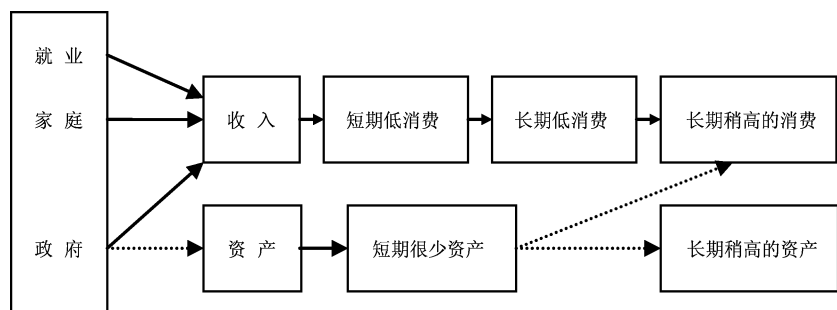 就业
家庭
收入
短期低消费
长期低消费
长期稍高的消费
政府
资产
短期很少资产
长期稍高的资产